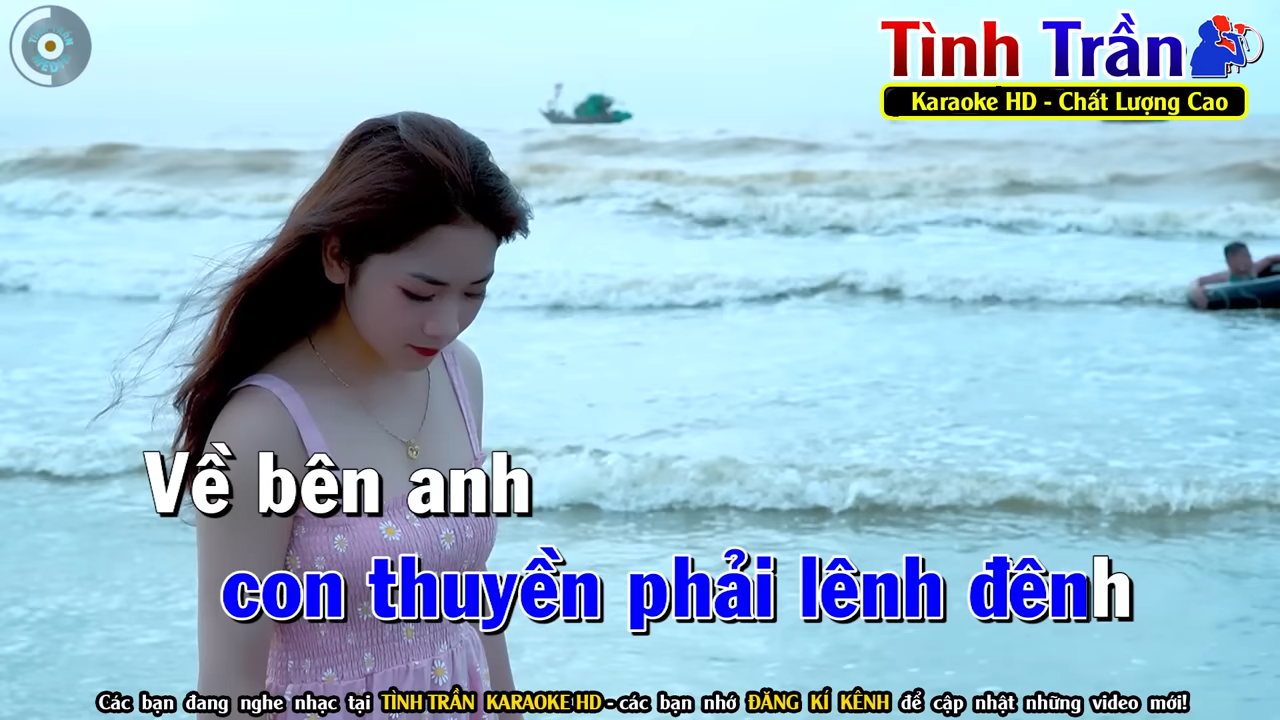 Tình Trần
Karaoke HD - Chất Lượng Cao
Về bên anh
con thuyền phải lênh đênh
Các bạn đang nghe nhạc tại TÌNH TRẦN KARAOKE HD - các bạn nhớ ĐĂNG KÍ KÊNH để cập nhật những video mới!